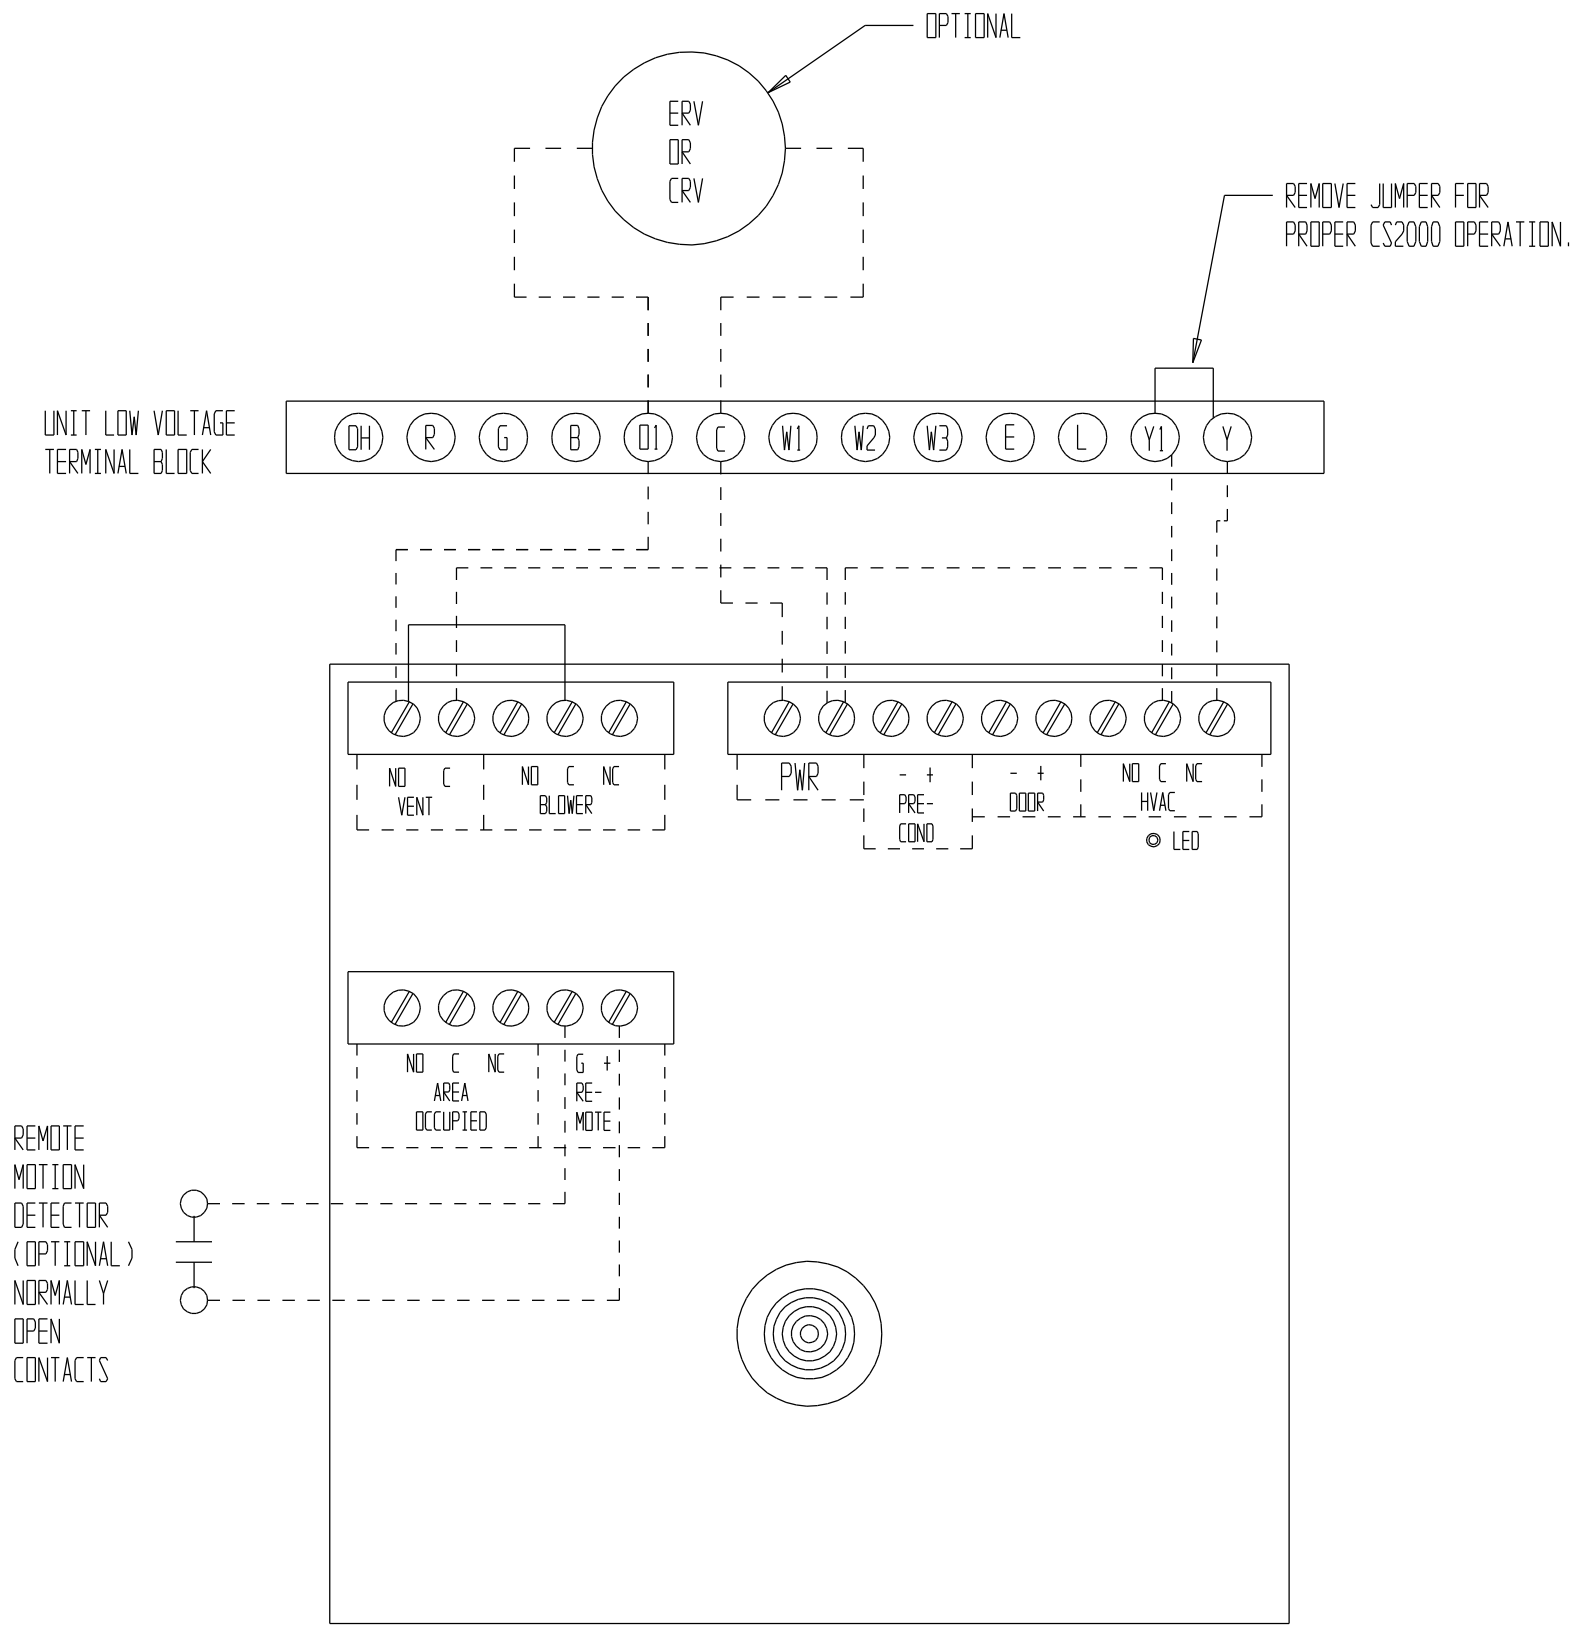 OPTIONAL
ERV
OR
CRV
REMOVE JUMPER FOR
PROPER CS2000 OPERATION.
UNIT LOW VOLTAGE
TERMINAL BLOCK
OH R G B O1 C W1 W2 W3 E L Y1 Y
NO C
VENT
NO C NC
BLOWER
PWR
- +
PRE-
COND
- +
DOOR
NO C NC
HVAC
LED
NO C NC
AREA
OCCUPIED
G +
RE-
MOTE
REMOTE
MOTION
DETECTOR
(OPTIONAL)
NORMALLY
OPEN
CONTACTS